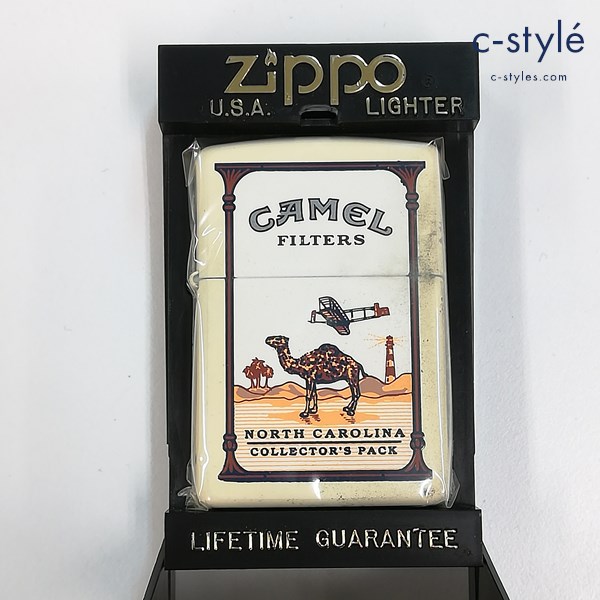 c-stylé
c-styles.com
Zippo
U.S.A. LIGHTER
CAMEL
FILTERS
NORTH CAROLINA
COLLECTOR'S PACK
LIFETIME GUARANTEE